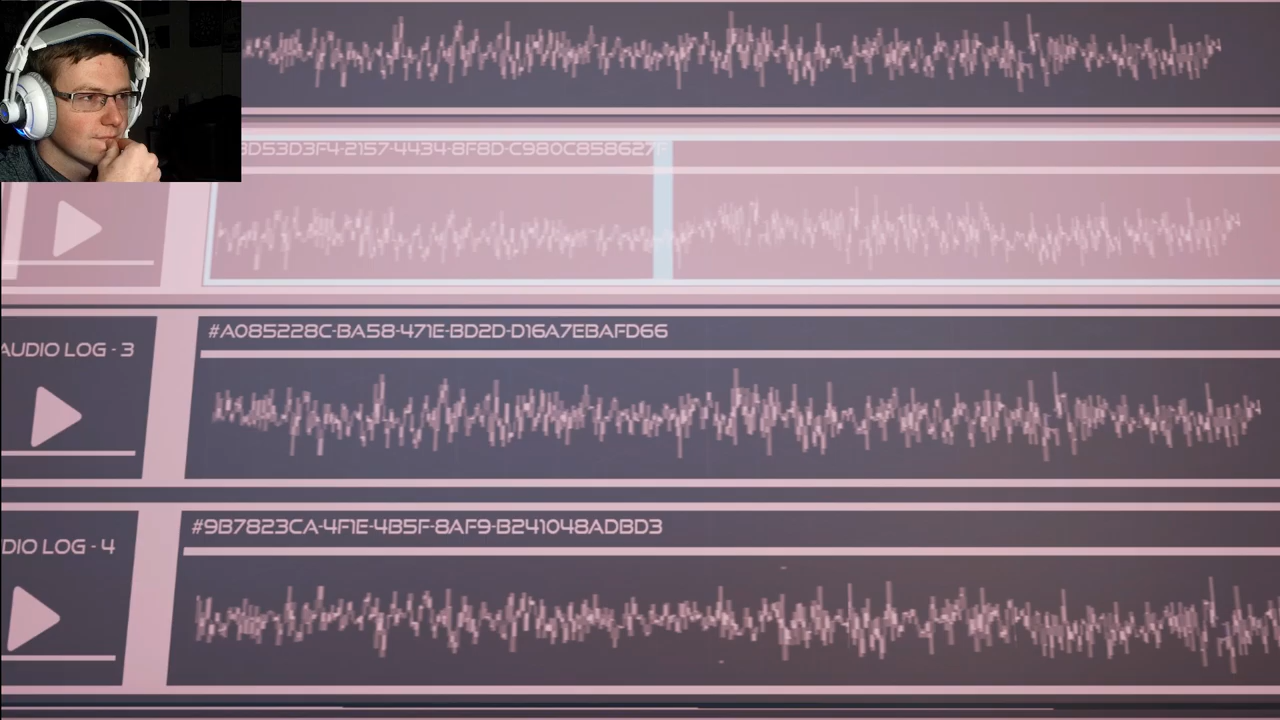 3D53D3F4-2157-4434-8F8D-C980C858627F
AUDIO LOG - 3
#A085228C-BA58-471E-BD2D-D16A7EBAFD66
DIO LOG - 4
#9B7823CA-4F1E-4B5F-8AF9-B241048ADBD3